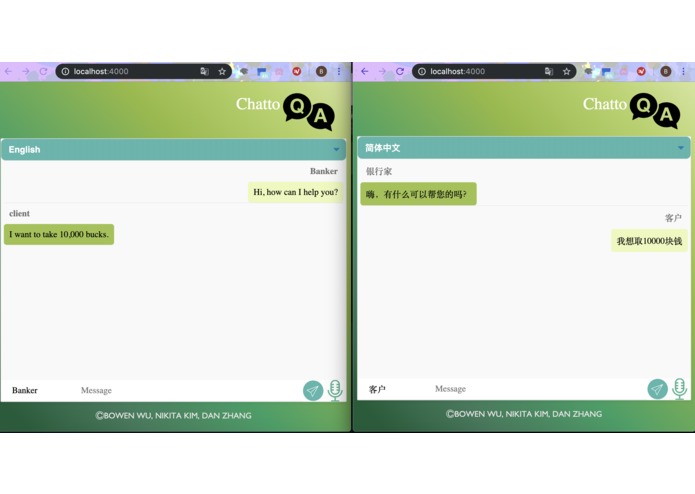 localhost:4000
Chatto Q A
English
Banker
Hi, how can I help you?
client
I want to take 10,000 bucks.
Banker
Message
©BOWEN WU, NIKITA KIM, DAN ZHANG
localhost:4000
Chatto Q A
简体中文
银行家
嗨，有什么可以帮您的吗?
客户
我想取10000块钱
客户
Message
©BOWEN WU, NIKITA KIM, DAN ZHANG